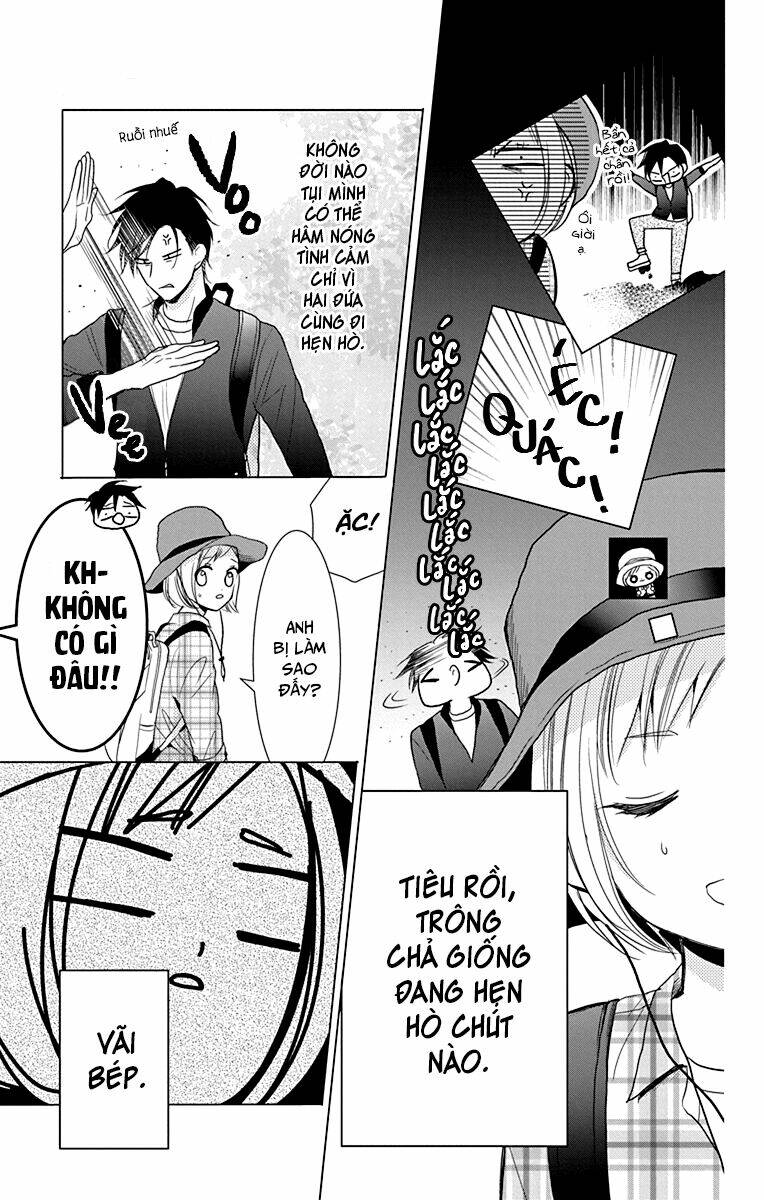 Bẩn
hết cả
chân
rồi!
Ối
Giời
ạ.
ÉC!
QUÁC!
LẮC
LẮC
LẮC
LẮC
LẮC
LẮC
LẮC
LẮC
LẮC
LẮC
TIÊU RỒI,
TRÔNG
CHẢ GIỐNG
ĐANG HẸN
HÒ CHÚT
NÀO.
Ruồi nhuế
VOO
VEE
KHÔNG
ĐỜI NÀO
TỤI MÌNH
CÓ THỂ
HÂM NÓNG
TÌNH CẢM
CHỈ VÌ
HAI ĐỨA
CÙNG ĐI
HẸN HÒ.
ẶC!
ANH
BỊ LÀM
SAO
ĐẤY?
KH-
KHÔNG
CÓ GÌ
ĐÂU!!
VÃI
BÉP.